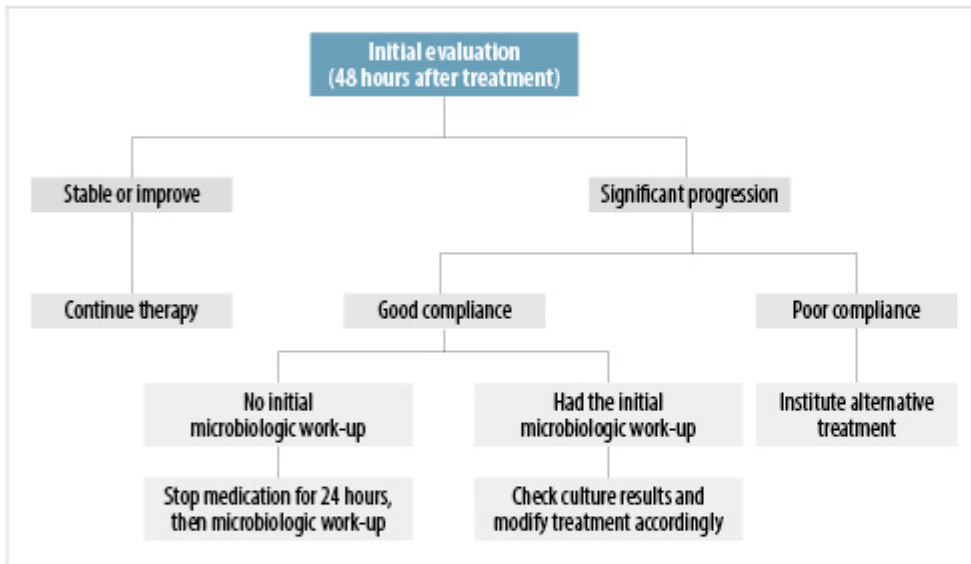 Initial evaluation
(48 hours after treatment)
Stable or improve
Significant progression
Continue therapy
Good compliance
Poor compliance
No initial
microbiologic work-up
Had the initial
microbiologic work-up
Institute alternative
treatment
Stop medication for 24 hours,
then microbiologic work-up
Check culture results and
modify treatment accordingly